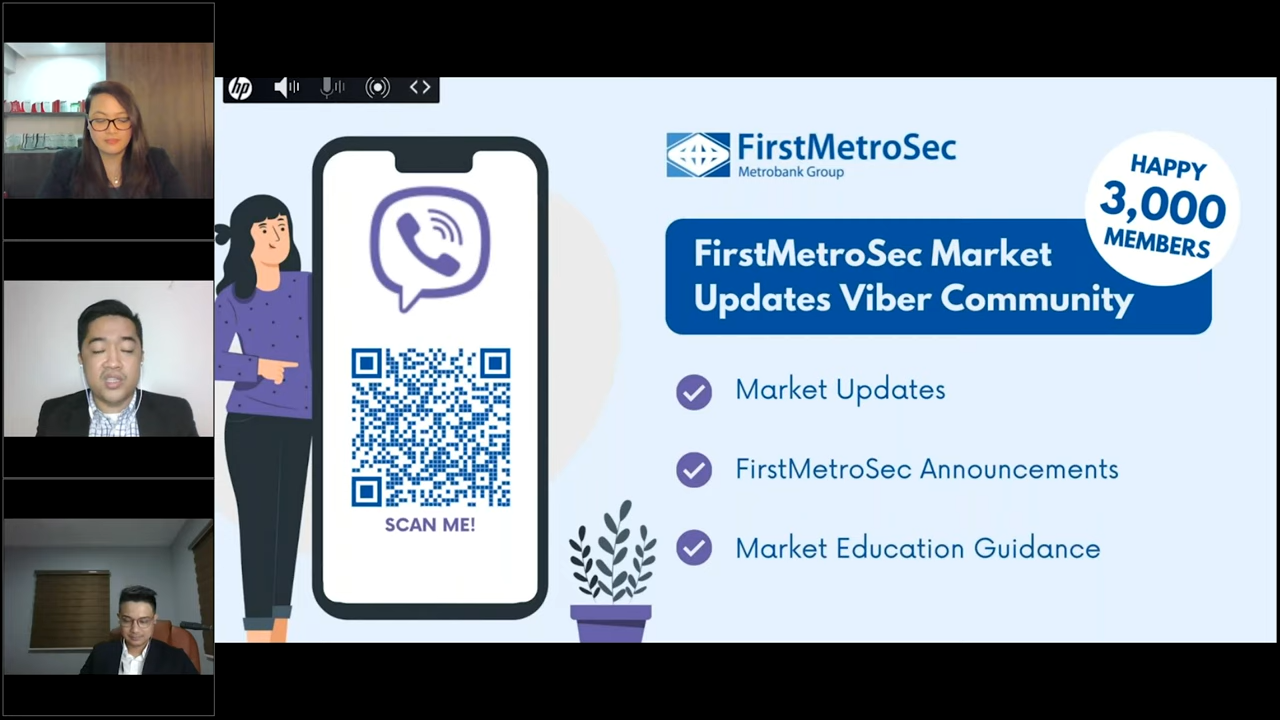 hp
FirstMetroSec
Metrobank Group
HAPPY
3,000
MEMBERS
FirstMetroSec Market
Updates Viber Community
Market Updates
FirstMetroSec Announcements
Market Education Guidance
SCAN ME!